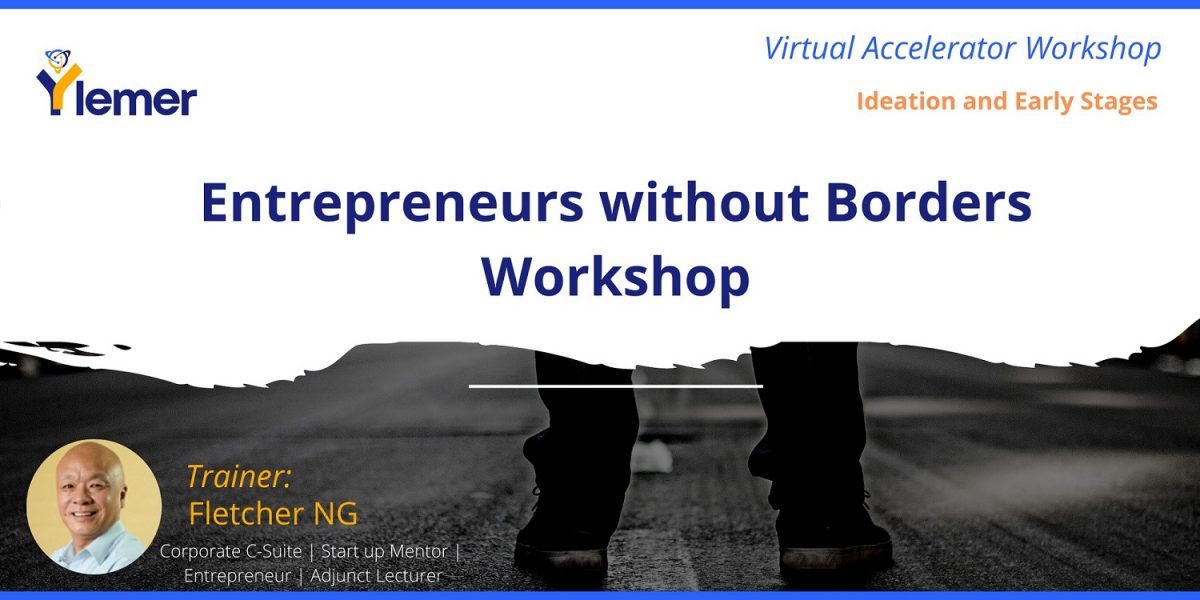 Ylemer
Virtual Accelerator Workshop
Ideation and Early Stages
Entrepreneurs without Borders
Workshop
Trainer:
Fletcher NG
Corporate C-Suite | Start up Mentor |
Entrepreneur | Adjunct Lecturer